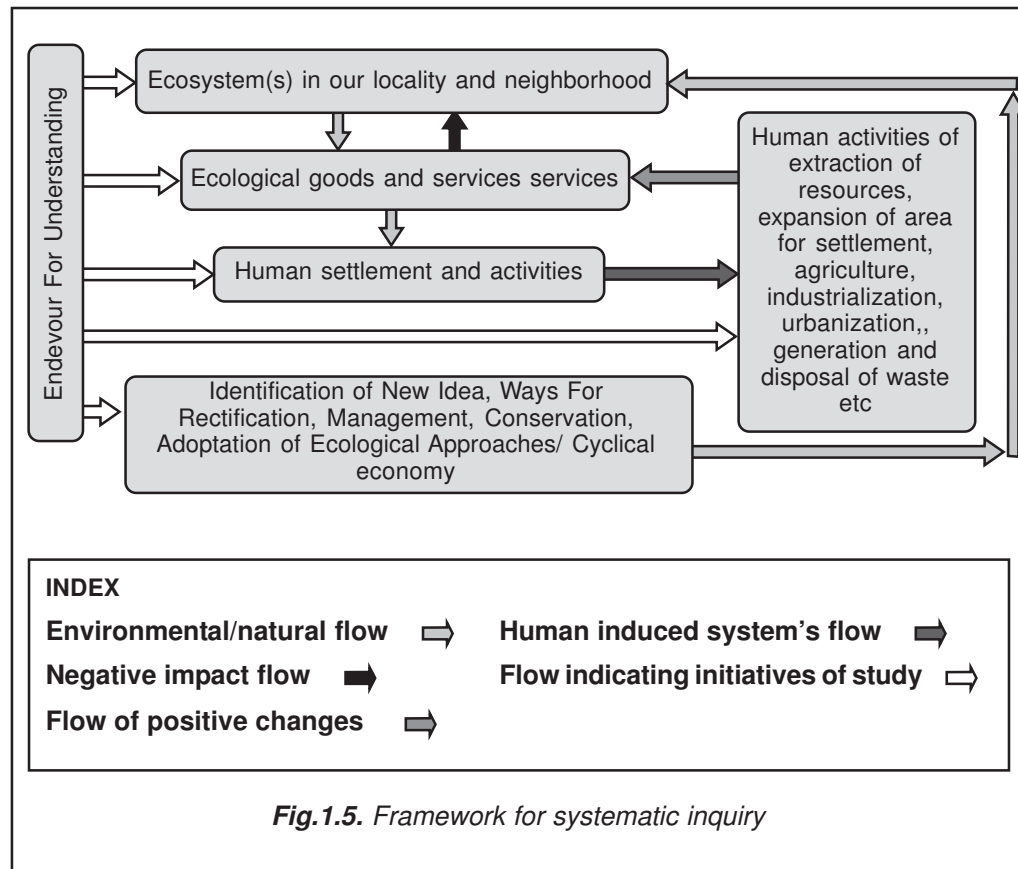 Endevour For Understanding
Ecosystem(s) in our locality and neighborhood
Ecological goods and services services
Human settlement and activities
Human activities of
extraction of
resources,
expansion of area
for settlement,
agriculture,
industrialization,
urbanization,,
generation and
disposal of waste
etc
Identification of New Idea, Ways For
Rectification, Management, Conservation,
Adoptation of Ecological Approaches/ Cyclical
economy
INDEX
Environmental/natural flow
Human induced system's flow
Negative impact flow
Flow indicating initiatives of study
Flow of positive changes
Fig.1.5. Framework for systematic inquiry